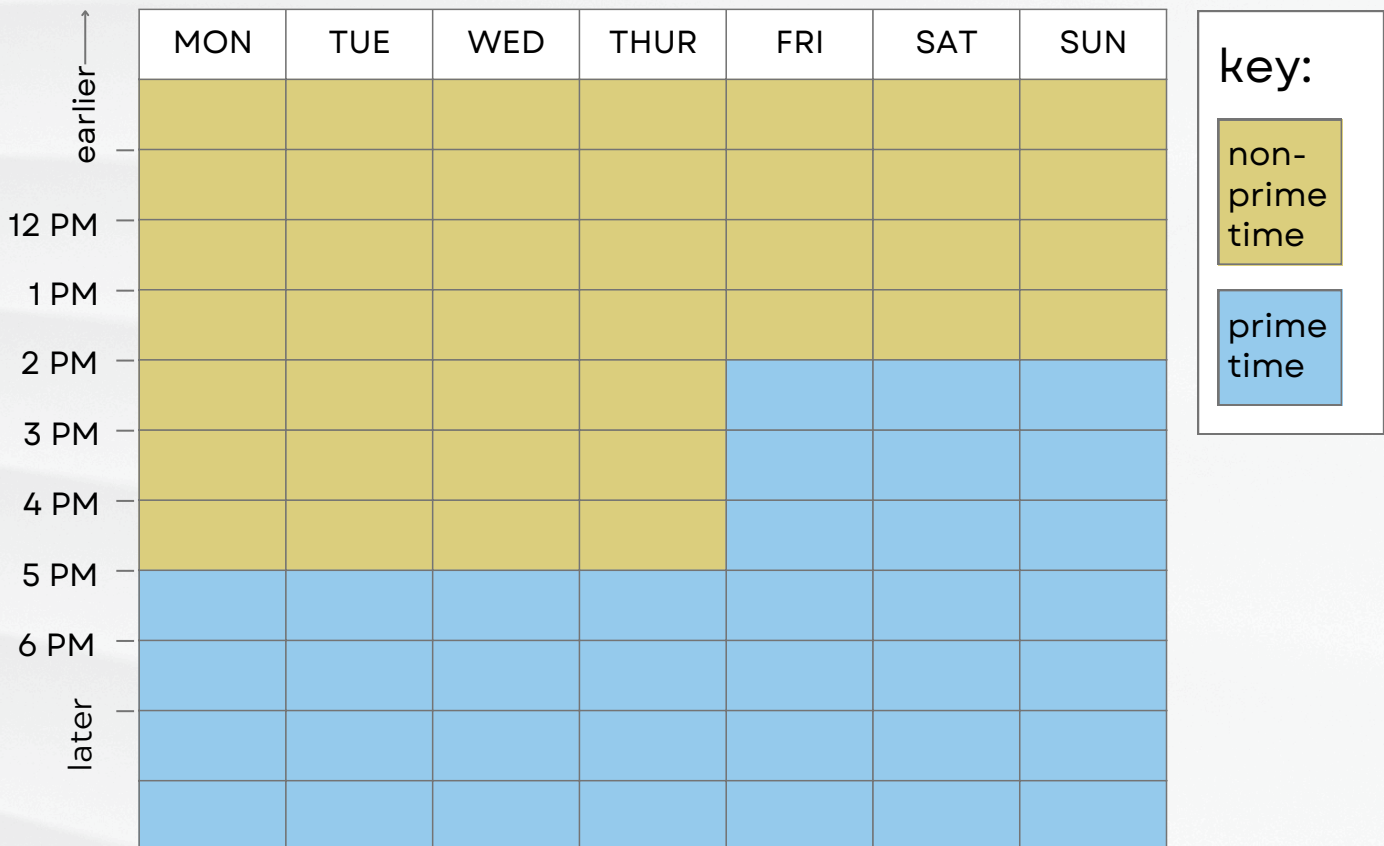 MON TUE WED THUR FRI SAT SUN
earlier
12 PM
1 PM
2 PM
3 PM
4 PM
5 PM
6 PM
later
key:
non-
prime
time
prime
time